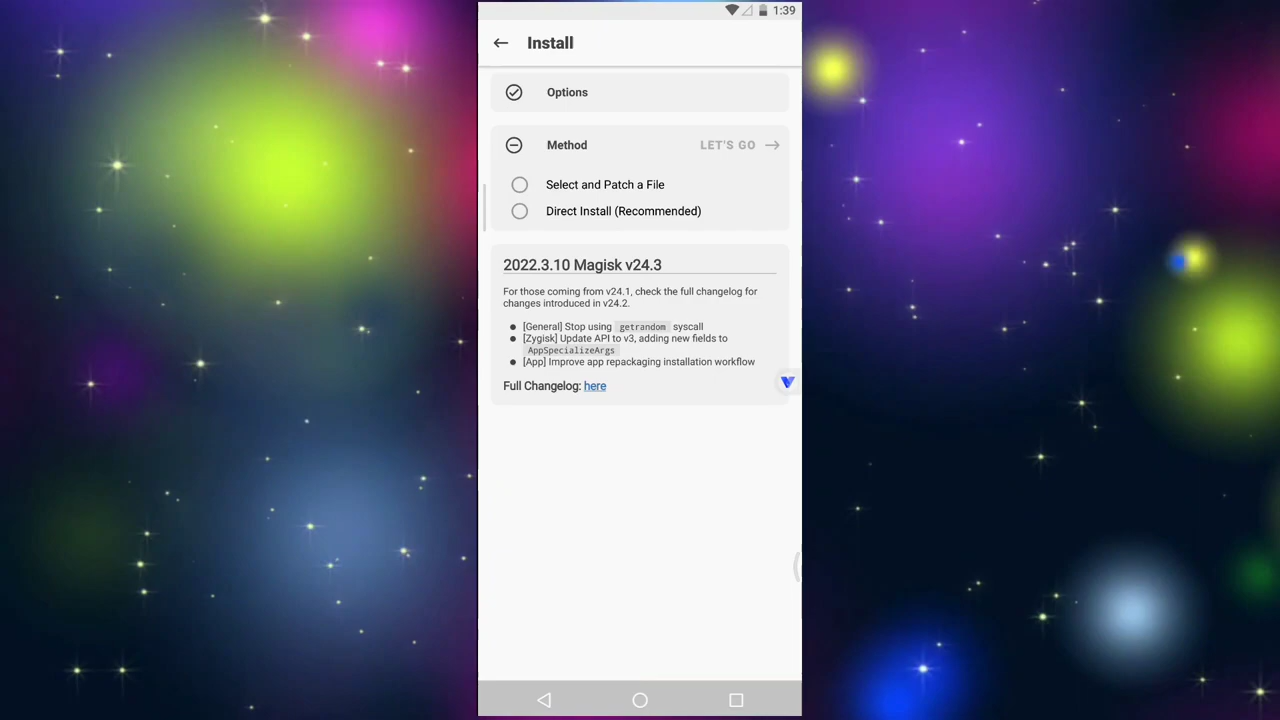 1:39
Install
Options
Method
LET'S GO
Select and Patch a File
Direct Install (Recommended)
2022.3.10 Magisk v24.3
For those coming from v24.1, check the full changelog for
changes introduced in v24.2.
[General] Stop using getrandom syscall
[Zygisk] Update API to v3, adding new fields to
AppSpecializeArgs
[App] Improve app repackaging installation workflow
Full Changelog: here